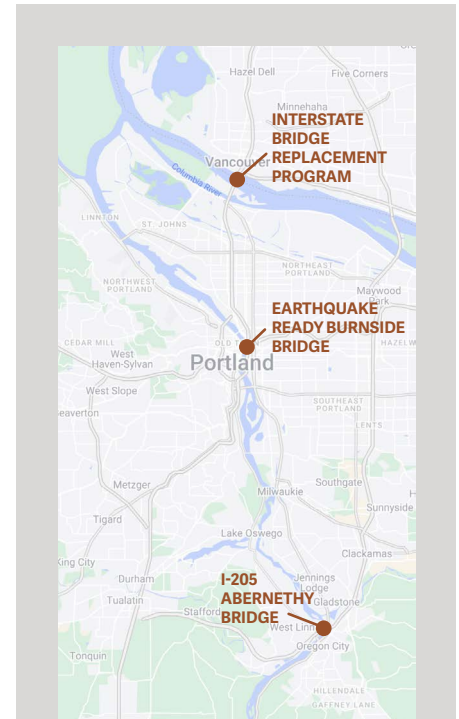 Hazel Dell
Five Corners
Minnehaha
INTERSTATE
BRIDGE
REPLACEMENT
PROGRAM
Vancouver
Columbia River
LINNTON
ST. JOHNS
NORTHEAST
PORTLAND
NORTHWEST
PORTLAND
Maywood
Park
EARTHQUAKE
READY BURNSIDE
BRIDGE
CEDAR MILL
OLD T
HAZELW
West
Haven-Sylvan
Portland
West Slope
SOUTHEAST
PORTLAND
eaverton
LENTS
Metzger
Milwaukie
Southgate
Sunnyside
Tigard
Lake Oswego
King City
Clackamas
Durham
I-205
ABERNETHY
BRIDGE
Jennings
Lodge
Gladstone
Tualatin
Stafford
West Linn
Oregon City
Tonquin
HILLENDALE
GAFFNEY LANE